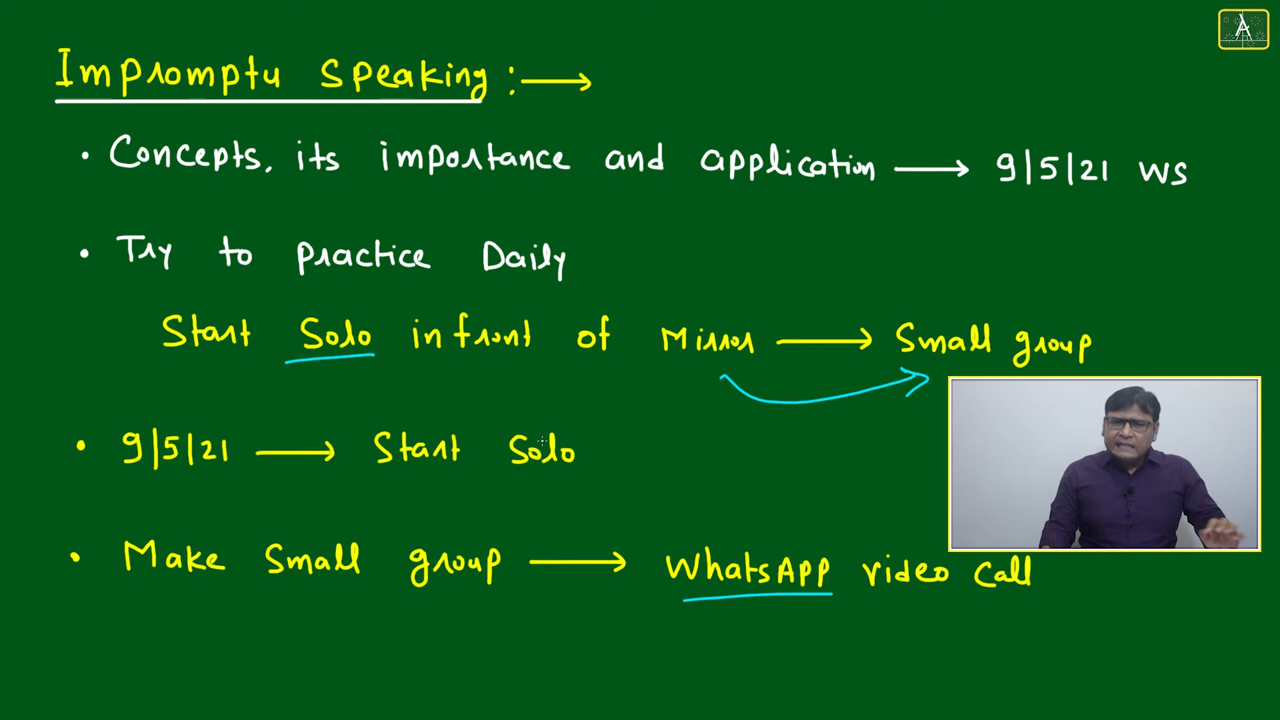 Impromptu Speaking :→
• Concepts, its importance and application → 9/5/21 WS
• Try to practice Daily
Start Solo infront of Mirror → Small group
• 9/5/21 → Start Solo
• Make Small group → WhatsAPP video Call
A